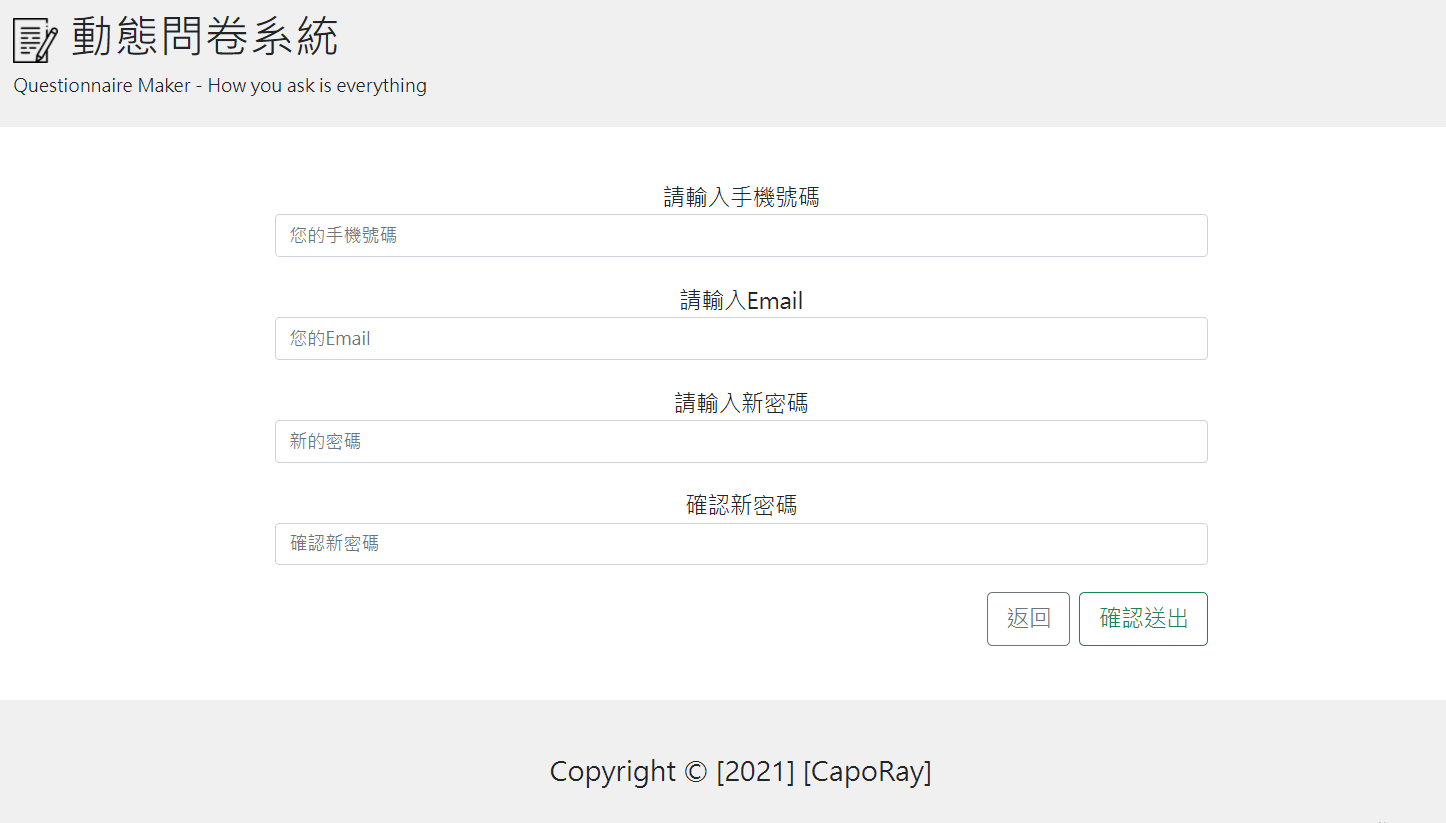 動態問卷系統
Questionnaire Maker - How you ask is everything
請輸入手機號碼
您的手機號碼
請輸入Email
您的Email
請輸入新密碼
新的密碼
確認新密碼
確認新密碼
返回 確認送出
Copyright © [2021] [CapoRay]